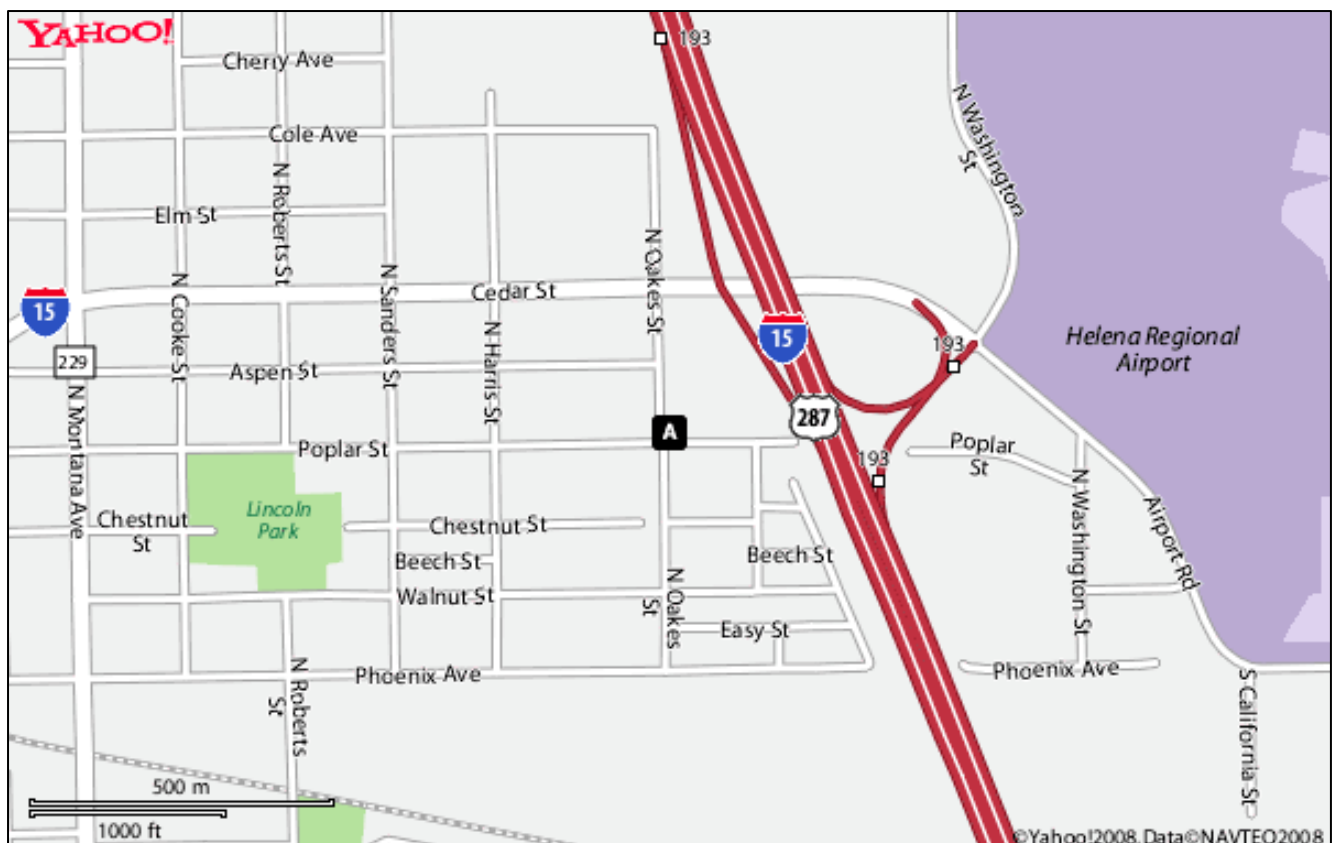 YAHOO!
193
Cherry Ave
N Washington
St
Cole Ave
N Roberts St
Elm St
N Oakes St
N Cooke St
N Sanders St
Cedar St
15
N Harris St
15
193
Helena Regional
Airport
229
Aspen St
N Montana Ave
287
A
Poplar St
Poplar
St
193
N Washington St
Lincoln
Park
Chestnut
St
Chestnut St
Airport Rd
Beech St
Beech St
Walnut St
N Oakes
St
Easy St
Phoenix Ave
Phoenix Ave
N Roberts
St
S California St
500 m
1000 ft
©Yahoo!2008,Data©NAVTEQ2008